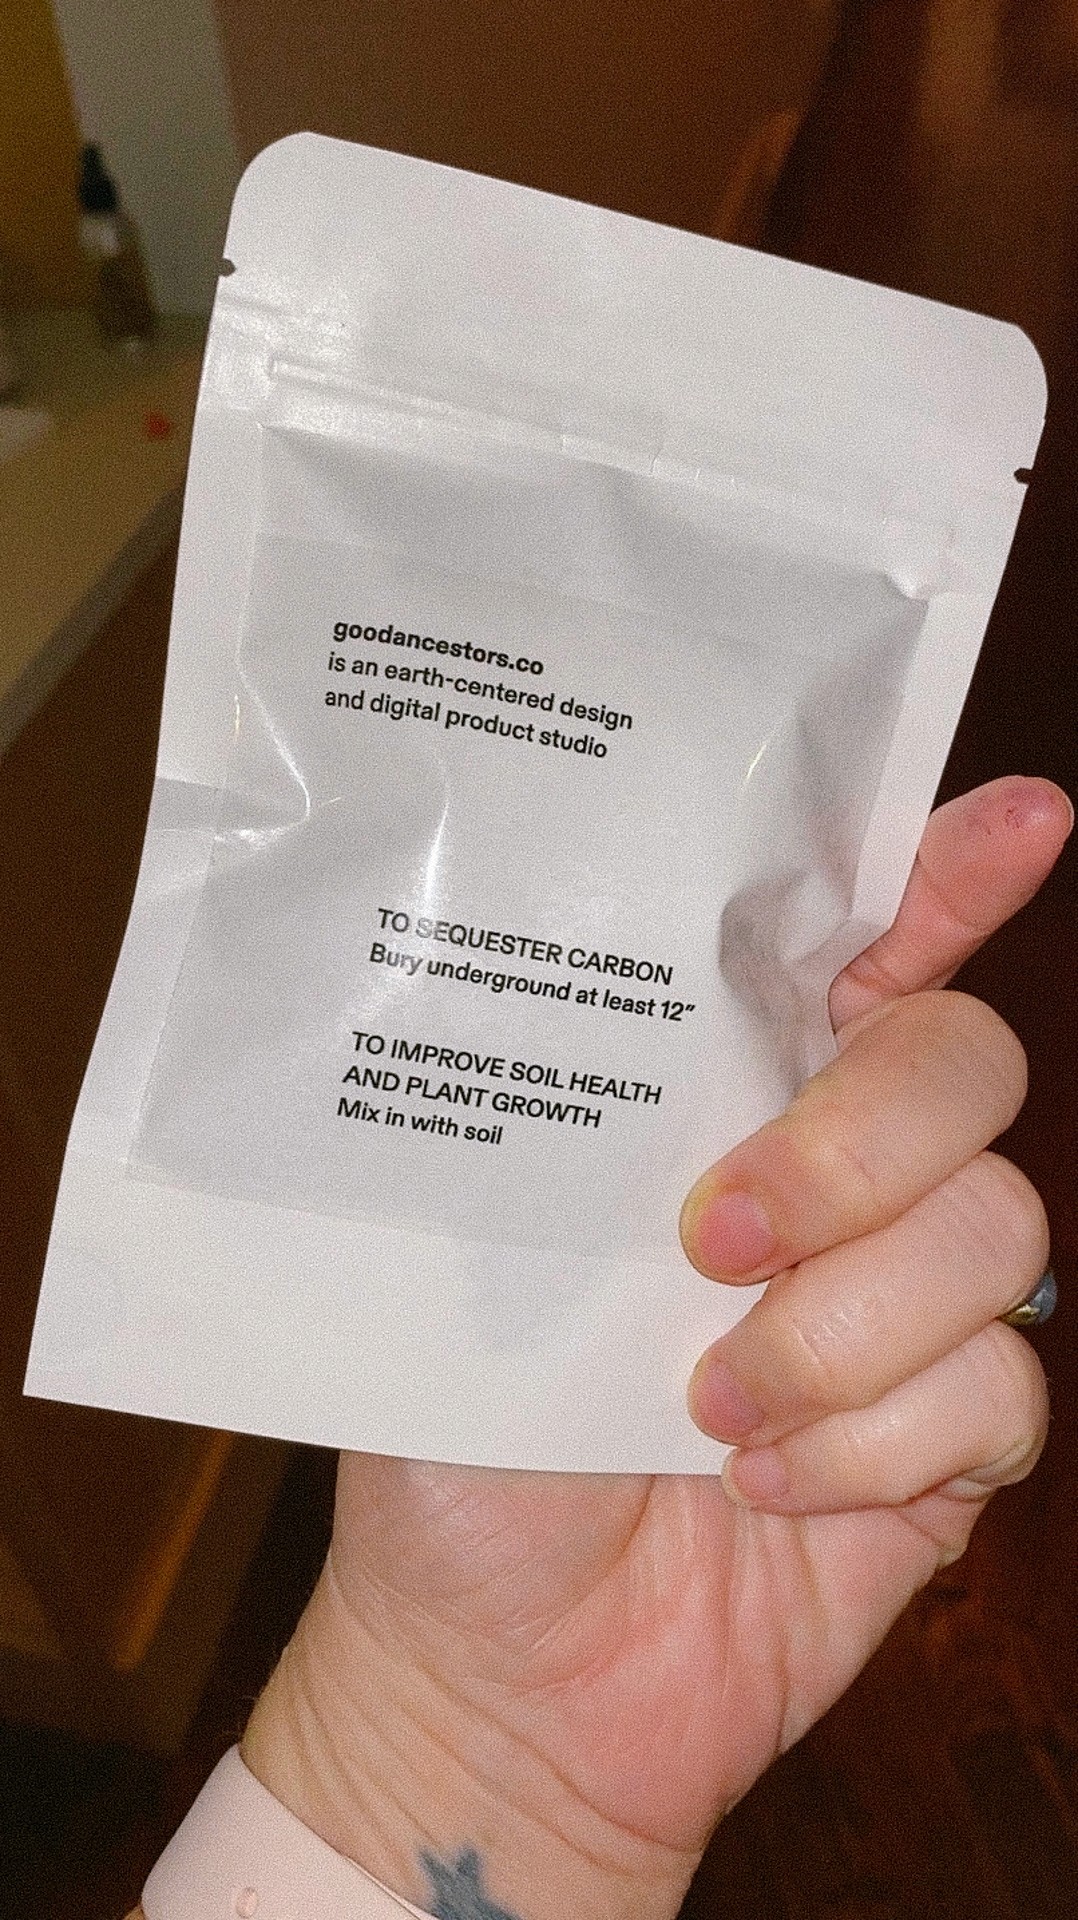 goodancestors.co
is an earth-centered design
and digital product studio
TO SEQUESTER CARBON
Bury underground at least 12”
TO IMPROVE SOIL HEALTH
AND PLANT GROWTH
Mix in with soil